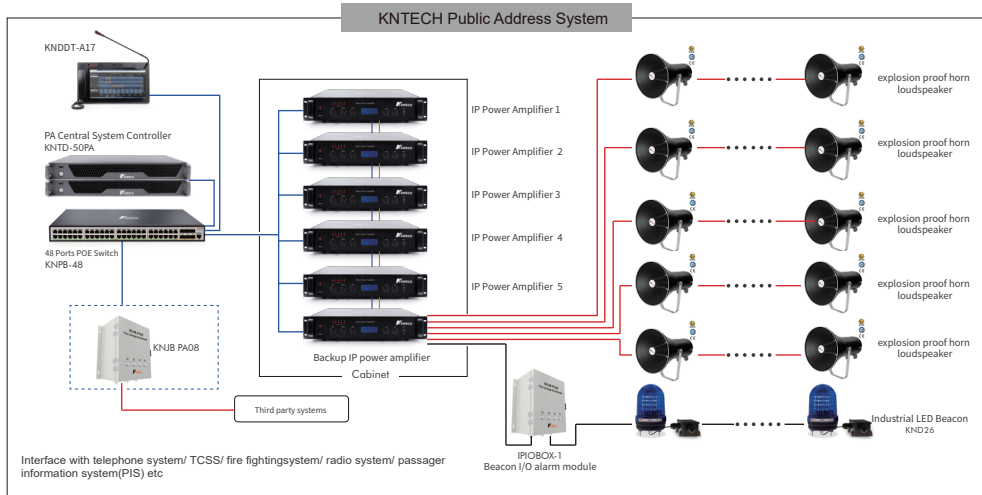 KNTECH Public Address System
KNDDT-A17
PA Central System Controller
KNTD-50PA
48 Ports POE Switch
KNPB-48
KNJB PA08
Third party systems
Interface with telephone system/ TCSS/ fire fightingsystem/ radio system/ passager
information system(PIS) etc
IP Power Amplifier 1
IP Power Amplifier 2
IP Power Amplifier 3
IP Power Amplifier 4
IP Power Amplifier 5
Backup IP power amplifier
Cabinet
IPIOBOX-1
Beacon I/O alarm module
explosion proof horn
loudspeaker
explosion proof horn
loudspeaker
explosion proof horn
loudspeaker
explosion proof horn
loudspeaker
explosion proof horn
loudspeaker
Industrial LED Beacon
KND26